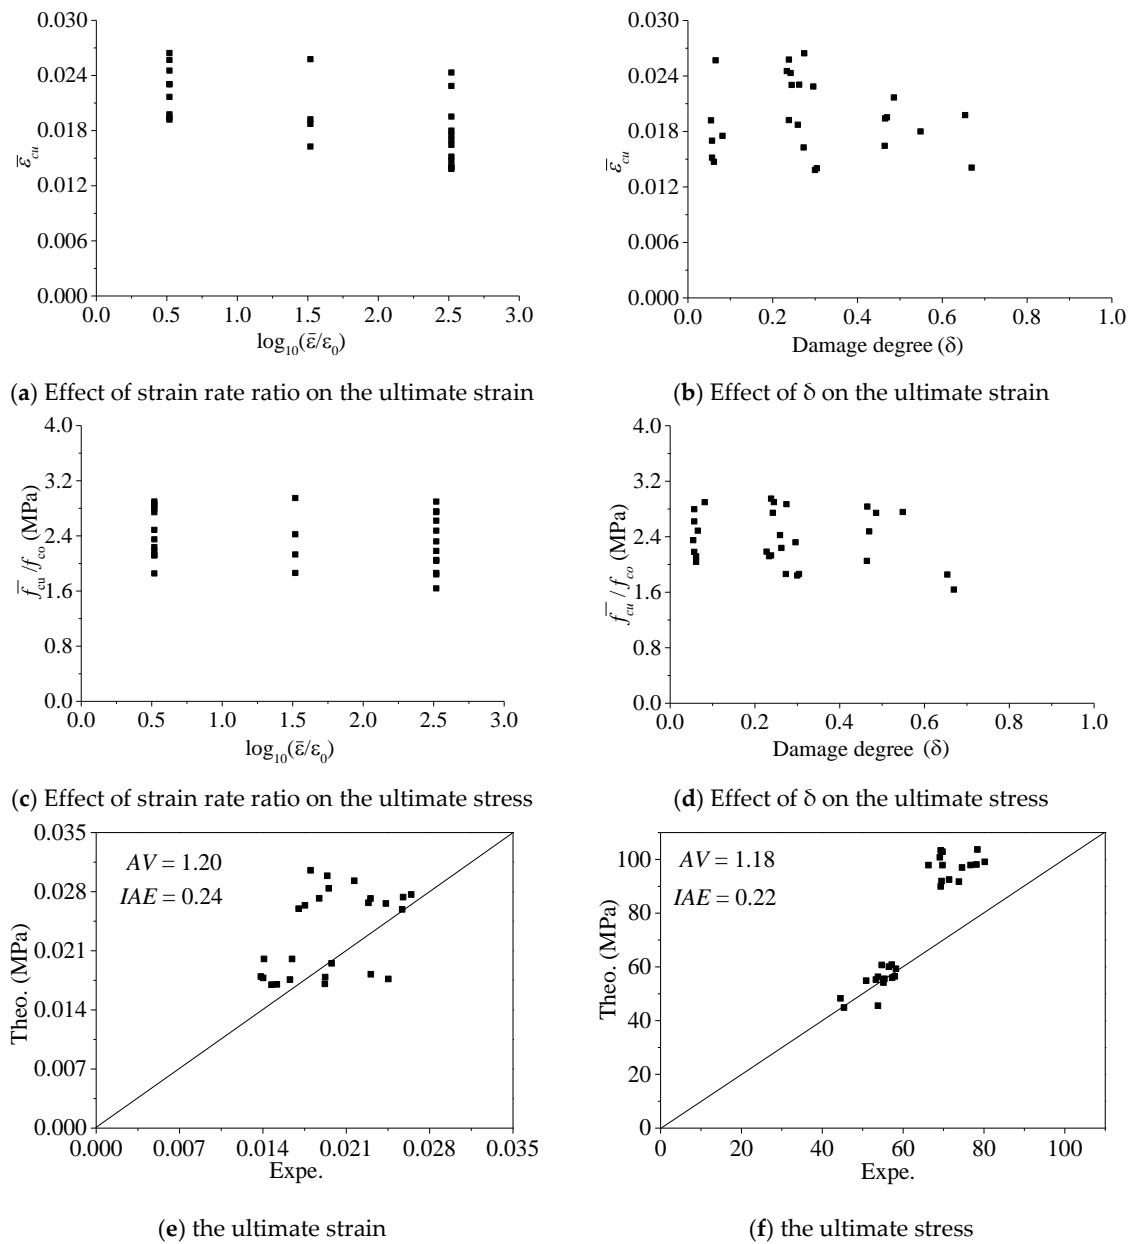 0.030
0.024
0.018
0.012
0.006
0.000
ε̅cu
0.0 0.5 1.0 1.5 2.0 2.5 3.0
log10(ε̅/ε0)
(a) Effect of strain rate ratio on the ultimate strain
0.030
0.024
0.018
0.012
0.006
0.000
ε̅cu
0.0 0.2 0.4 0.6 0.8 1.0
Damage degree (δ)
(b) Effect of δ on the ultimate strain
4.0
3.2
2.4
1.6
0.8
0.0
f̅cu/fco (MPa)
0.0 0.5 1.0 1.5 2.0 2.5 3.0
log10(ε̅/ε0)
(c) Effect of strain rate ratio on the ultimate stress
4.0
3.2
2.4
1.6
0.8
0.0
f̅cu/fco (MPa)
0.0 0.2 0.4 0.6 0.8 1.0
Damage degree (δ)
(d) Effect of δ on the ultimate stress
0.035
0.028
0.021
0.014
0.007
0.000
Theo. (MPa)
AV = 1.20
IAE = 0.24
0.000 0.007 0.014 0.021 0.028 0.035
Expe.
(e) the ultimate strain
100
80
60
40
20
0
Theo. (MPa)
AV = 1.18
IAE = 0.22
0 20 40 60 80 100
Expe.
(f) the ultimate stress